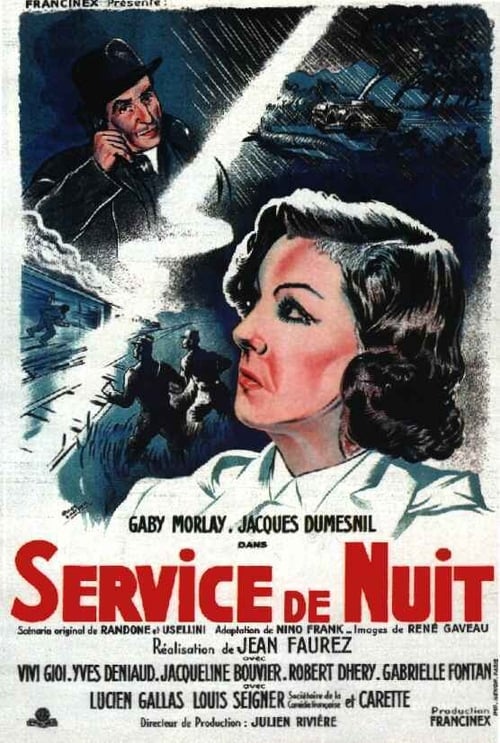 FRANCINEX Présente:
GABY MORLAY. JACQUES DUMESNIL
DANS
SERVICE DE NUIT
Scénario original de RANDONE et USELLINI Adaptation de NINO FRANK - Images de RENÉ GAVEAU
Réalisation de JEAN FAUREZ
avec
VIVI GIOI. YVES DENIAUD. JACQUELINE BOUVIER. ROBERT DHERY. GABRIELLE FONTAN
avec
LUCIEN GALLAS LOUIS SEIGNER Sociétaire de la Comédie française et CARETTE
Directeur de Production: JULIEN RIVIÈRE
Production FRANCINEX